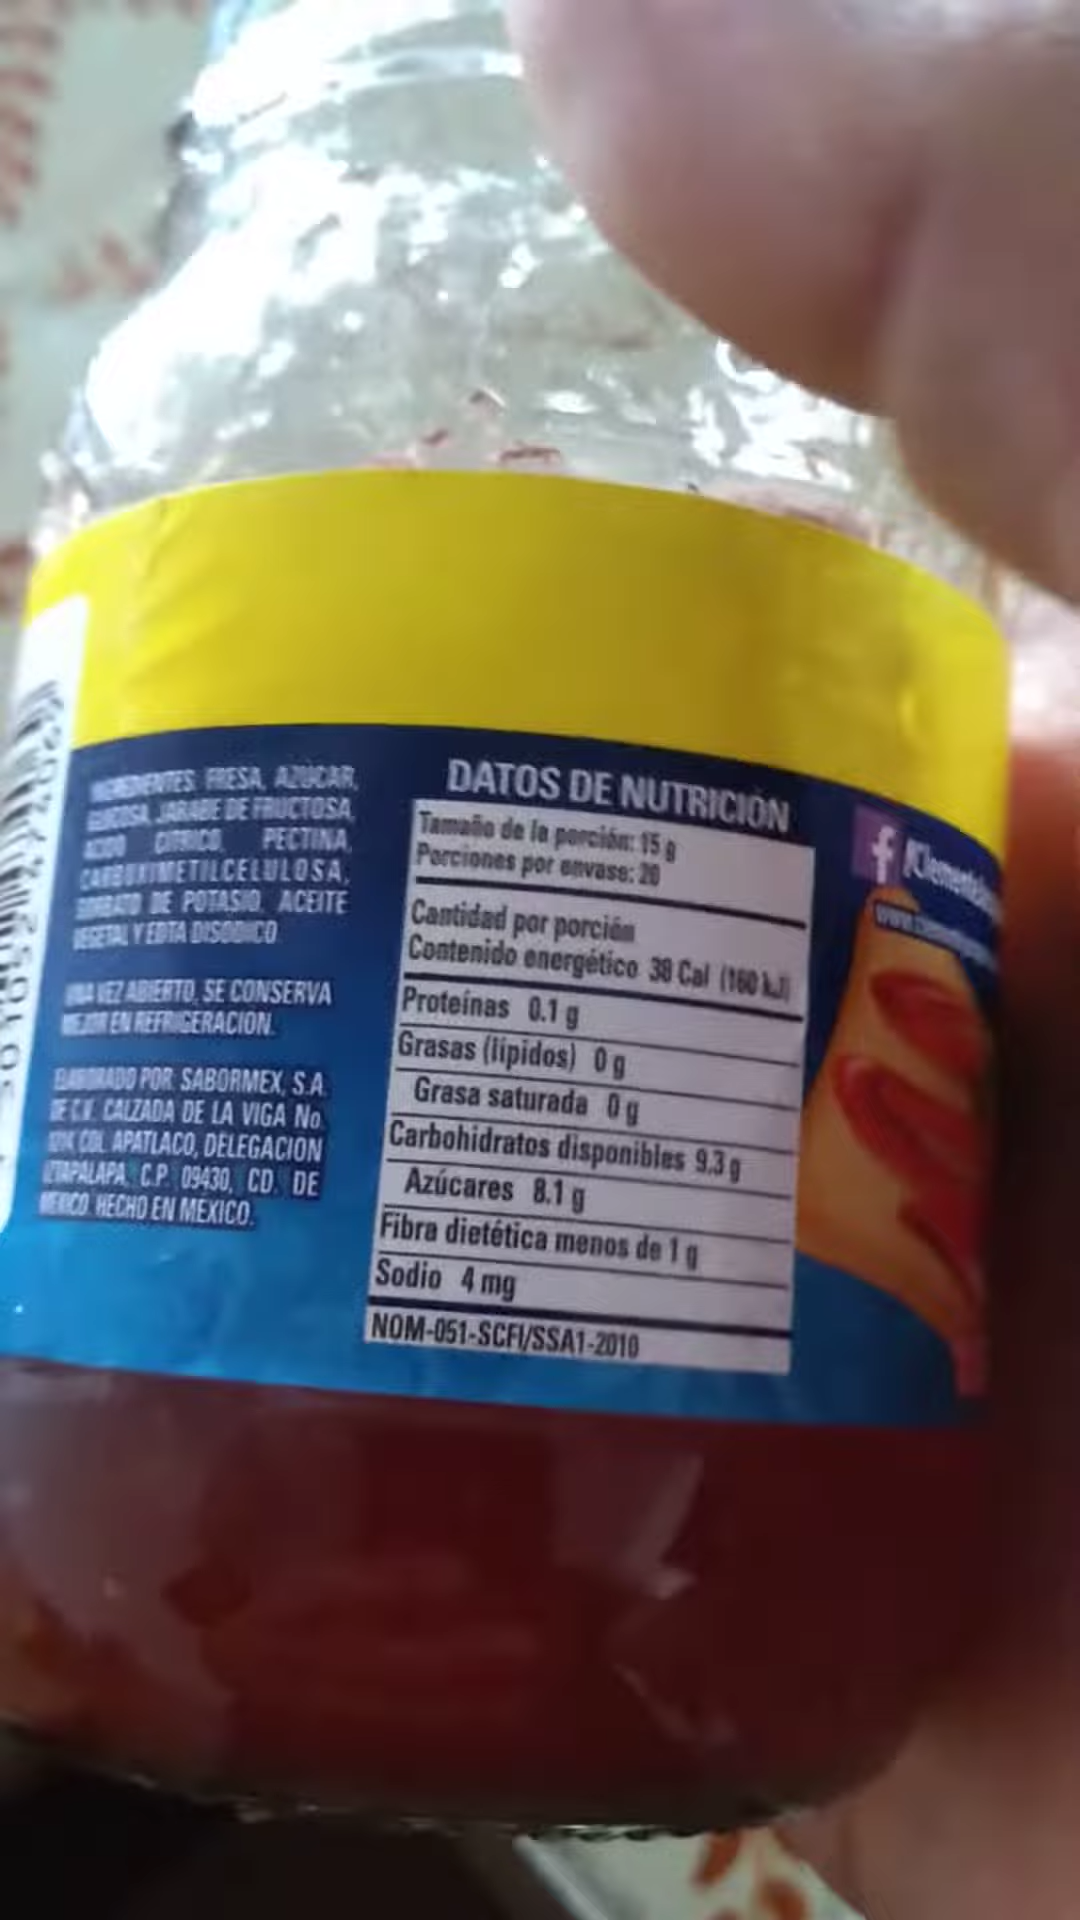 INGREDIENTES: FRESA, AZUCAR,
GLUCOSA, JARABE DE FRUCTOSA,
ACIDO CITRICO, PECTINA,
CARBOXIMETILCELULOSA,
SORBATO DE POTASIO, ACEITE
VEGETAL Y EDTA DISODICO.
UNA VEZ ABIERTO, SE CONSERVA
MEJOR EN REFRIGERACION.
ELABORADO POR SABORMEX, S.A.
DE C.V. CALZADA DE LA VIGA No.
COL. APATLACO, DELEGACION
IZTAPALAPA, C.P. 09430, CD. DE
MEXICO. HECHO EN MEXICO.
DATOS DE NUTRICIÓN
Tamaño de la porción: 15 g
Porciones por envase: 20
Cantidad por porción
Contenido energético 38 Cal (160 kJ)
Proteínas 0.1 g
Grasas (lípidos) 0 g
Grasa saturada 0 g
Carbohidratos disponibles 9.3 g
Azúcares 8.1 g
Fibra dietética menos de 1 g
Sodio 4 mg
NOM-051-SCFI/SSA1-2010
f